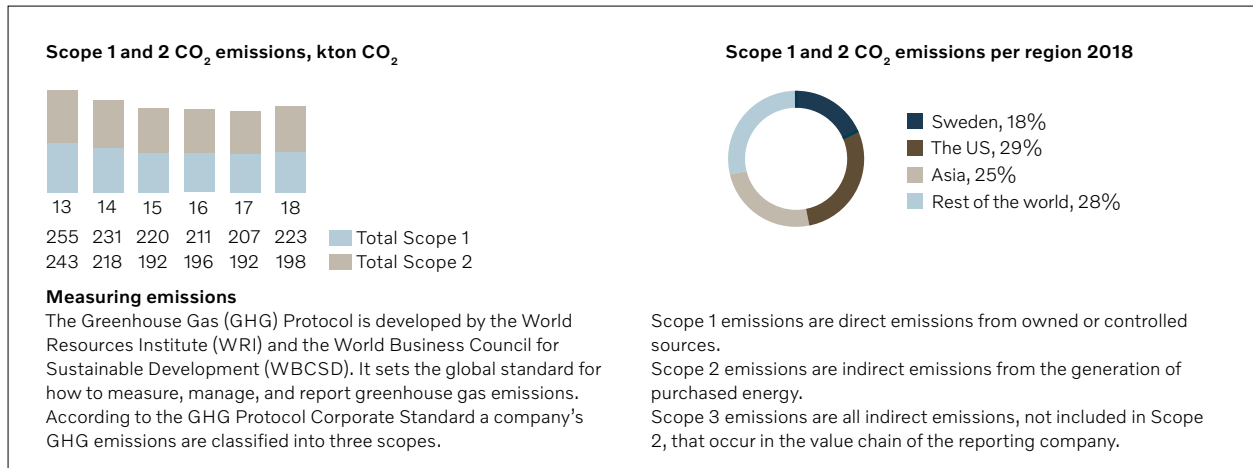 Scope 1 and 2 CO₂ emissions, kton CO₂
13 14 15 16 17 18
255 231 220 211 207 223 Total Scope 1
243 218 192 196 192 198 Total Scope 2
Scope 1 and 2 CO₂ emissions per region 2018
Sweden, 18%
The US, 29%
Asia, 25%
Rest of the world, 28%
Measuring emissions
The Greenhouse Gas (GHG) Protocol is developed by the World
Resources Institute (WRI) and the World Business Council for
Sustainable Development (WBCSD). It sets the global standard for
how to measure, manage, and report greenhouse gas emissions.
According to the GHG Protocol Corporate Standard a company's
GHG emissions are classified into three scopes.
Scope 1 emissions are direct emissions from owned or controlled
sources.
Scope 2 emissions are indirect emissions from the generation of
purchased energy.
Scope 3 emissions are all indirect emissions, not included in Scope
2, that occur in the value chain of the reporting company.